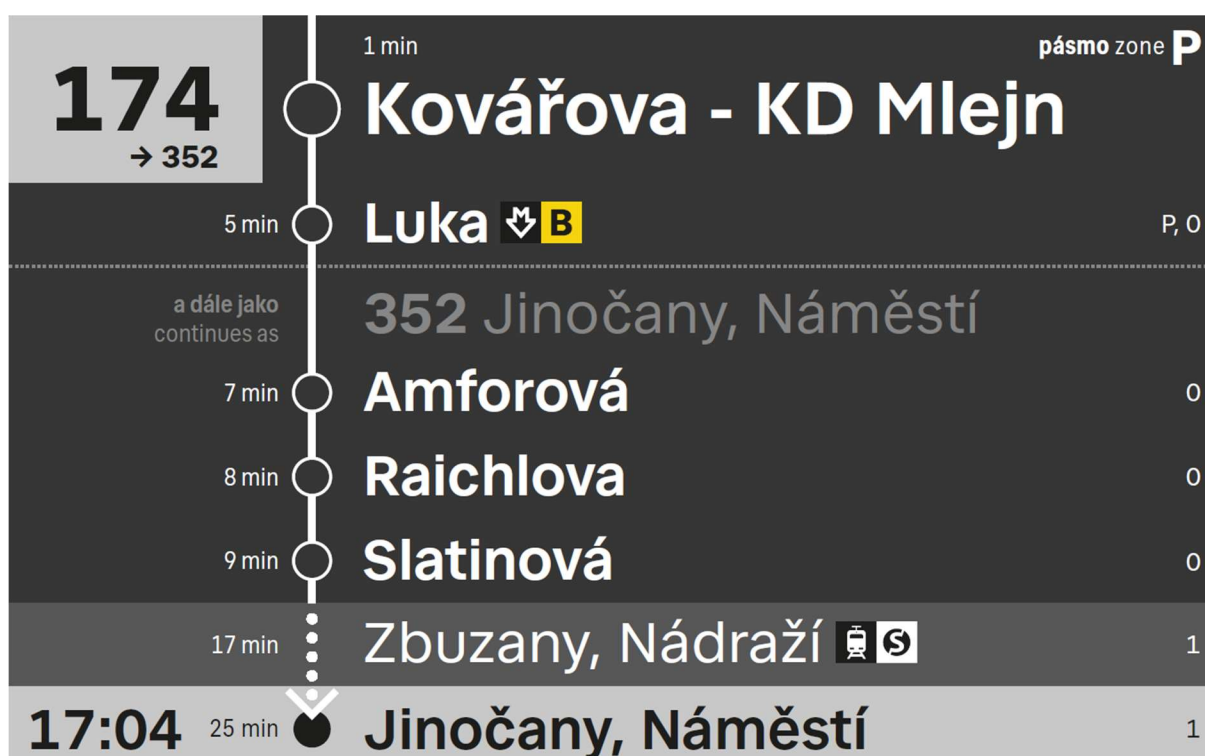 174
→ 352
1 min
pásmo zone P
Kovářova - KD Mlejn
5 min Luka M B P, 0
a dále jako
continues as
352 Jinočany, Náměstí
7 min Amforová 0
8 min Raichlova 0
9 min Slatinová 0
17 min Zbuzany, Nádraží S 1
17:04 25 min Jinočany, Náměstí 1